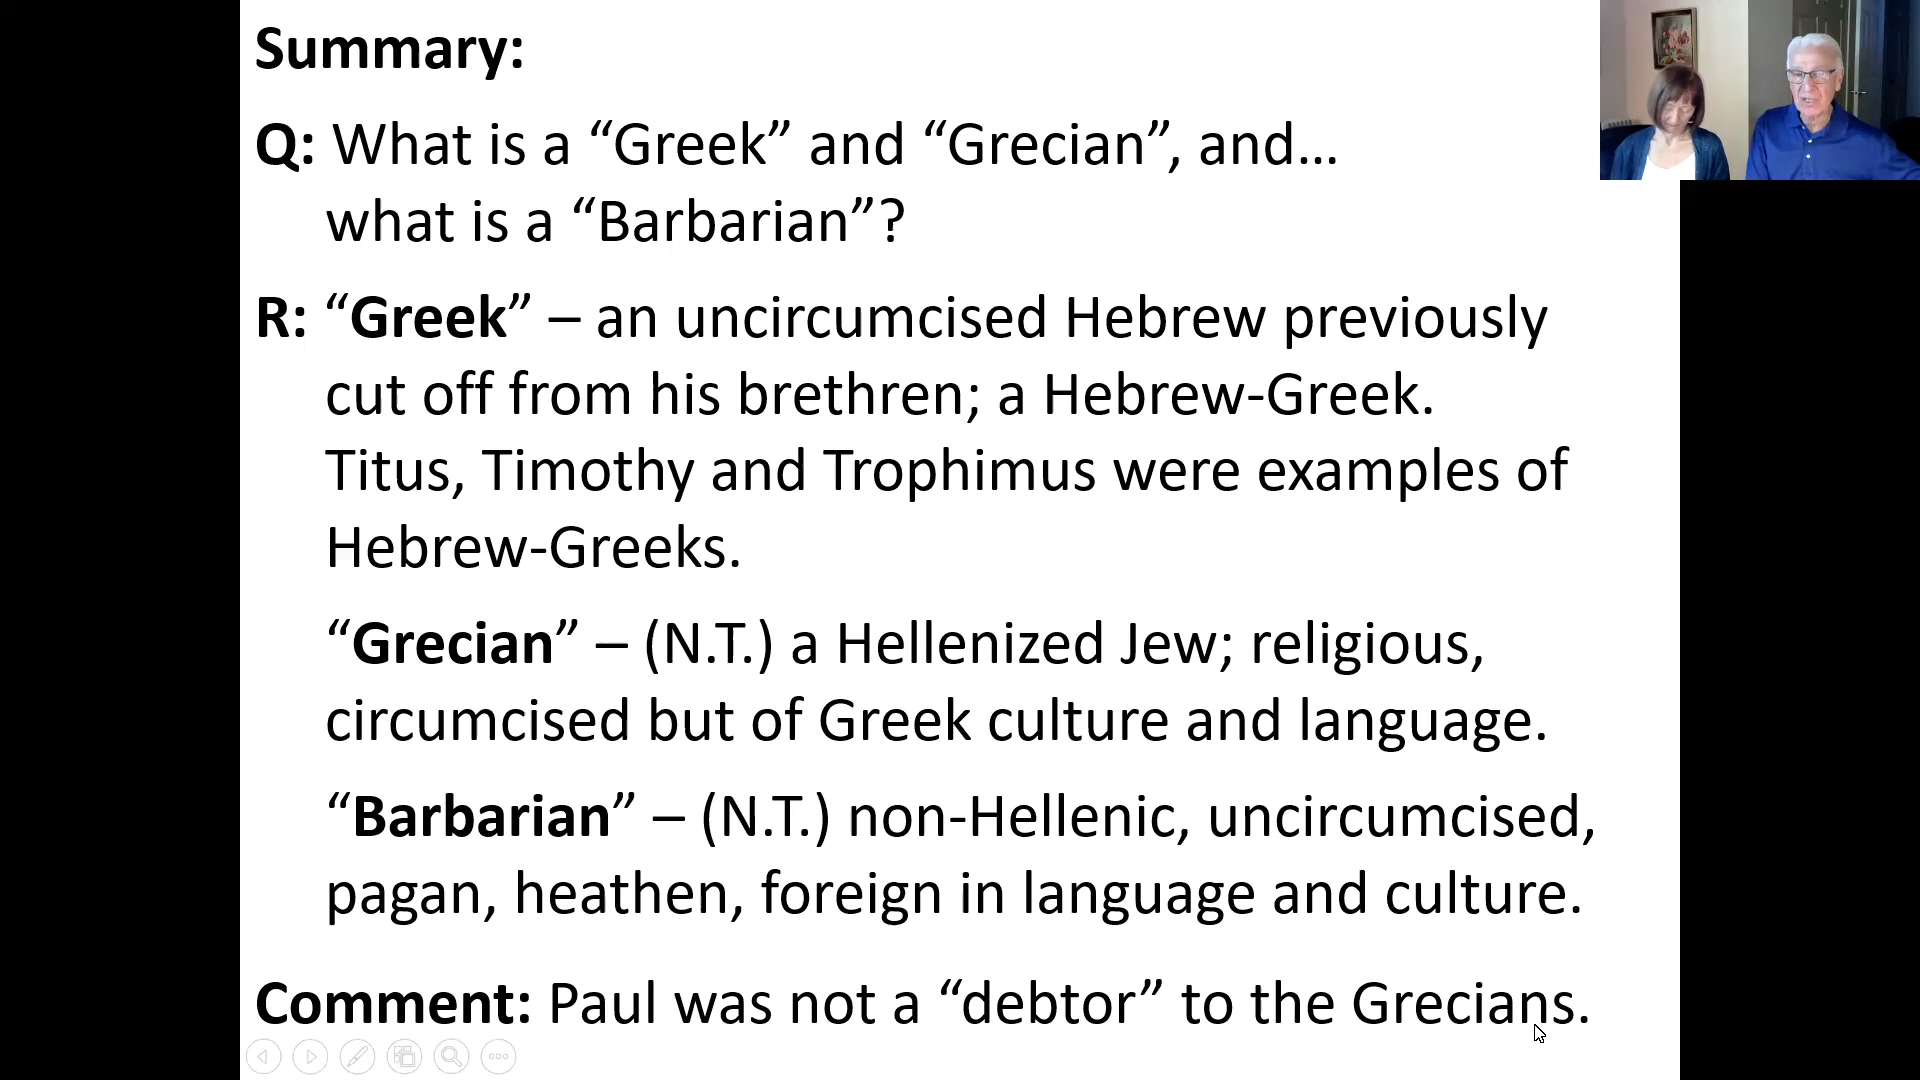 Summary:
Q: What is a “Greek” and “Grecian”, and…
what is a “Barbarian”?
R: “Greek” – an uncircumcised Hebrew previously
cut off from his brethren; a Hebrew-Greek.
Titus, Timothy and Trophimus were examples of
Hebrew-Greeks.
“Grecian” – (N.T.) a Hellenized Jew; religious,
circumcised but of Greek culture and language.
“Barbarian” – (N.T.) non-Hellenic, uncircumcised,
pagan, heathen, foreign in language and culture.
Comment: Paul was not a “debtor” to the Grecians.